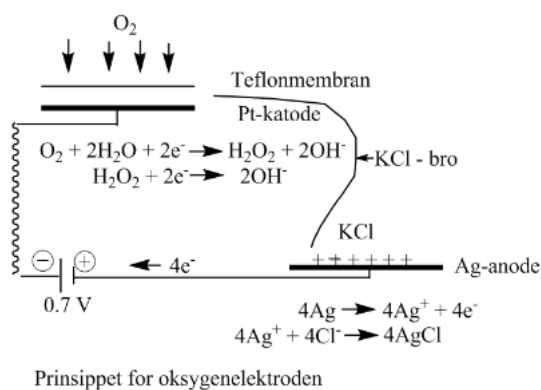 O₂
Teflonmembran
Pt-katode
O₂ + 2H₂O + 2e⁻ → H₂O₂ + 2OH⁻
H₂O₂ + 2e⁻ → 2OH⁻
KCl - bro
KCl
+ + + + + +
Ag-anode
− +
4e⁻
0.7 V
4Ag → 4Ag⁺ + 4e⁻
4Ag⁺ + 4Cl⁻ → 4AgCl
Prinsippet for oksygenelektroden